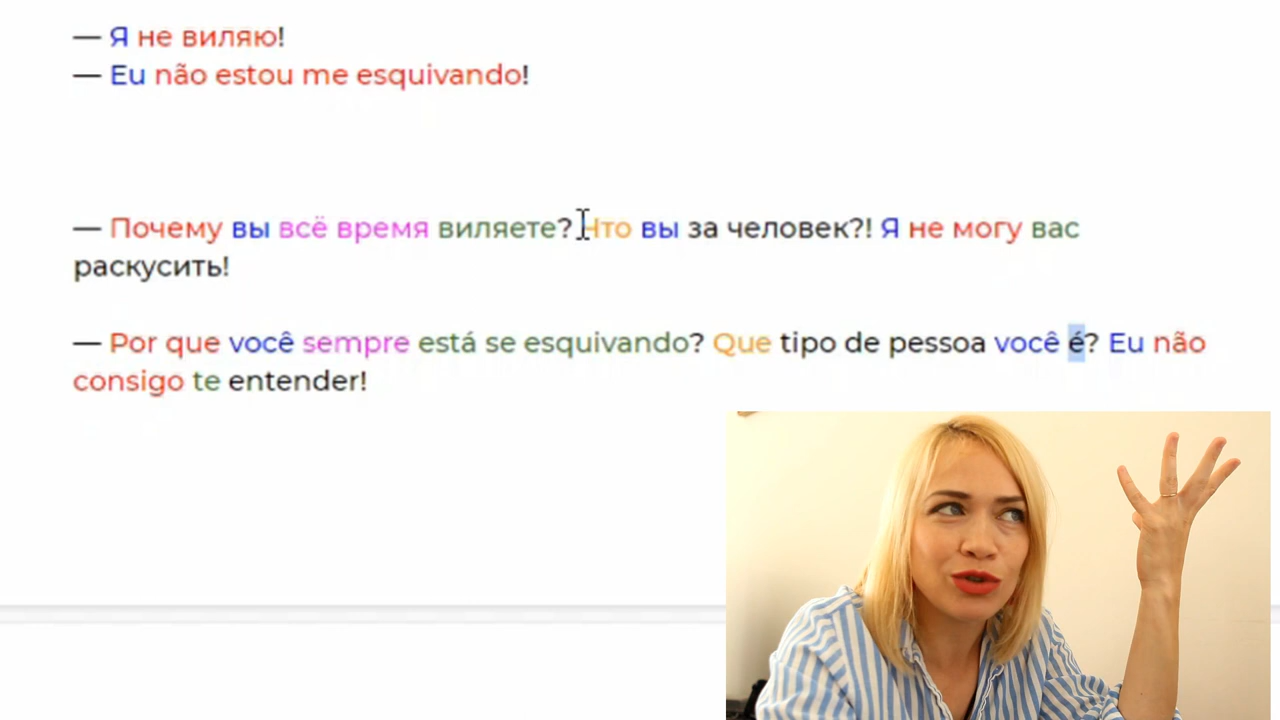 — Я не виляю!
— Eu não estou me esquivando!
— Почему вы всё время виляете? Что вы за человек?! Я не могу вас
раскусить!
— Por que você sempre está se esquivando? Que tipo de pessoa você é? Eu não
consigo te entender!